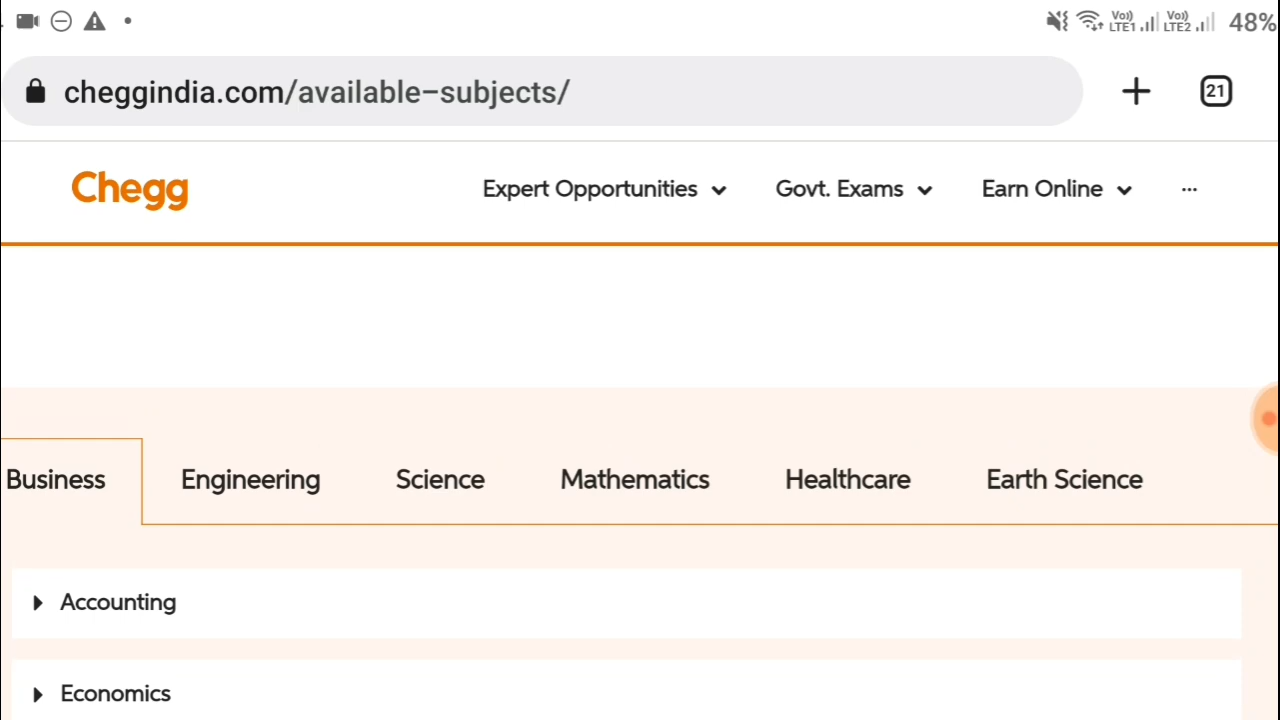 Vo)) Vo)) 48%
LTE1 LTE2
cheggindia.com/available-subjects/ 21
Chegg Expert Opportunities Govt. Exams Earn Online ...
Business Engineering Science Mathematics Healthcare Earth Science
Accounting
Economics